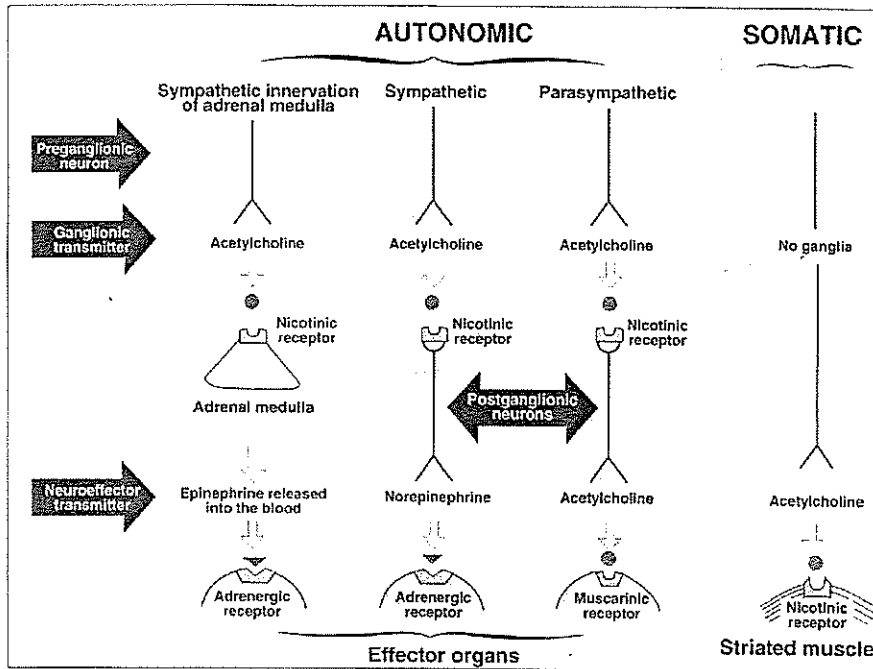 AUTONOMIC
SOMATIC
Sympathetic innervation
of adrenal medulla
Sympathetic
Parasympathetic
Preganglionic
neuron
Ganglionic
transmitter
Acetylcholine
Acetylcholine
Acetylcholine
No ganglia
Nicotinic
receptor
Nicotinic
receptor
Nicotinic
receptor
Adrenal medulla
Postganglionic
neurons
Neuroeffector
transmitter
Epinephrine released
into the blood
Norepinephrine
Acetylcholine
Acetylcholine
Adrenergic
receptor
Adrenergic
receptor
Muscarinic
receptor
Nicotinic
receptor
Effector organs
Striated muscle